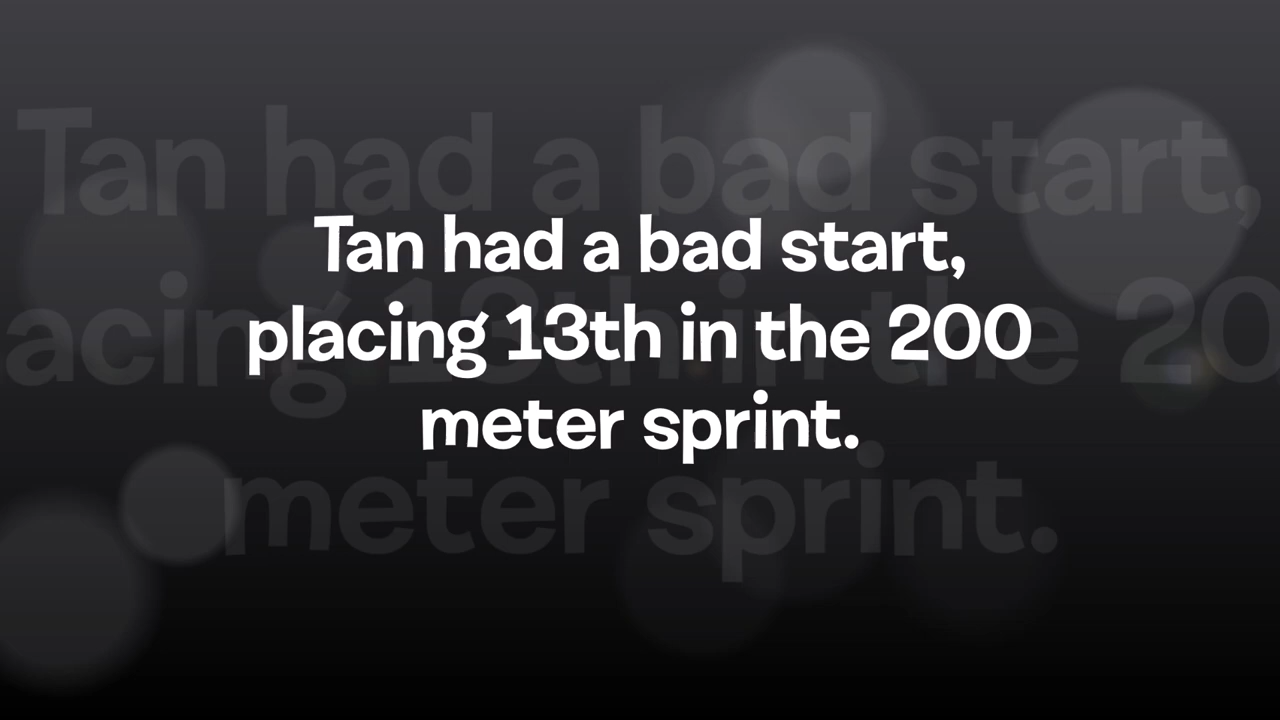 Tan had a bad start,
placing 13th in the 200
meter sprint.